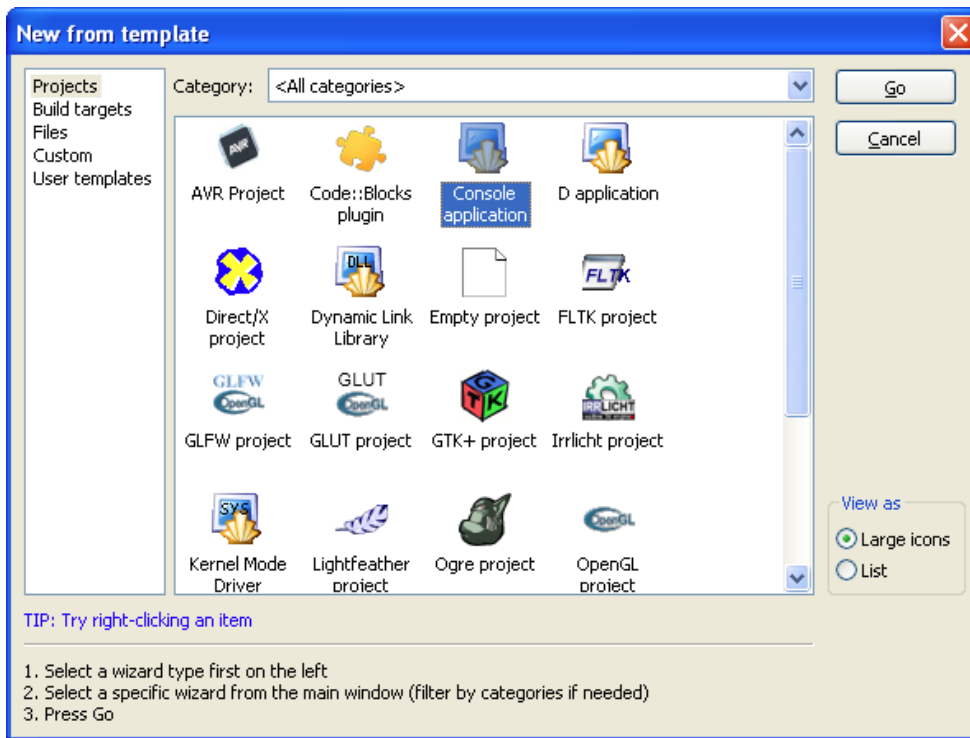 New from template
Projects
Build targets
Files
Custom
User templates
Category: <All categories>
Go
Cancel
AVR
AVR Project
Code::Blocks
plugin
Console
application
D application
Direct/X
project
DLL
Dynamic Link
Library
Empty project
FLTK
FLTK project
GLFW
OpenGL
GLFW project
GLUT
OpenGL
GLUT project
GTK
GTK+ project
IRRLICHT
Irrlicht project
SYS
Kernel Mode
Driver
Lightfeather
project
Ogre project
OpenGL
OpenGL
project
View as
Large icons
List
TIP: Try right-clicking an item
1. Select a wizard type first on the left
2. Select a specific wizard from the main window (filter by categories if needed)
3. Press Go